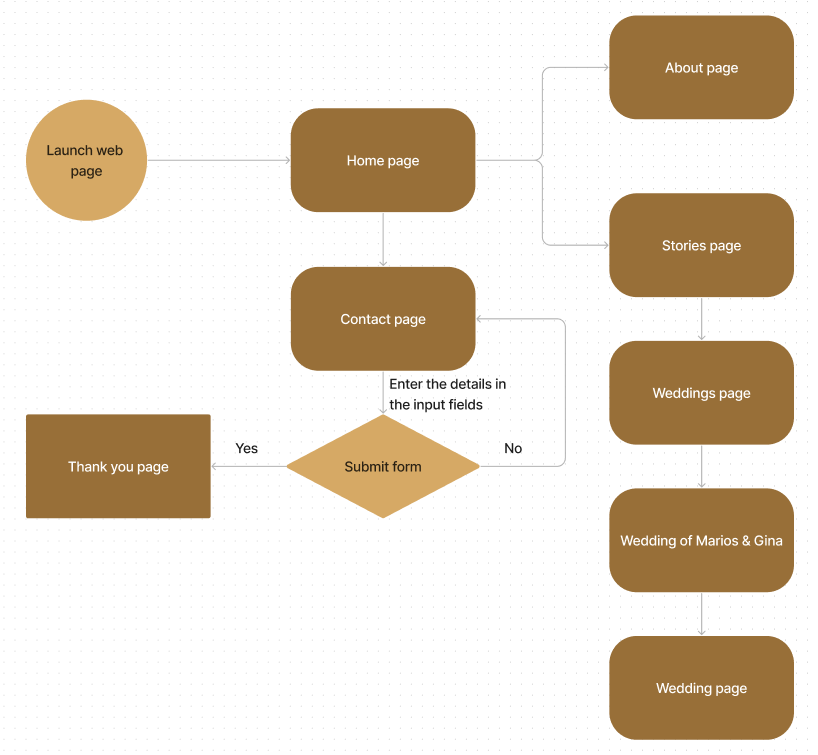 About page
Launch web
page
Home page
Stories page
Contact page
Enter the details in
the input fields
Weddings page
Yes
No
Thank you page
Submit form
Wedding of Marios & Gina
Wedding page